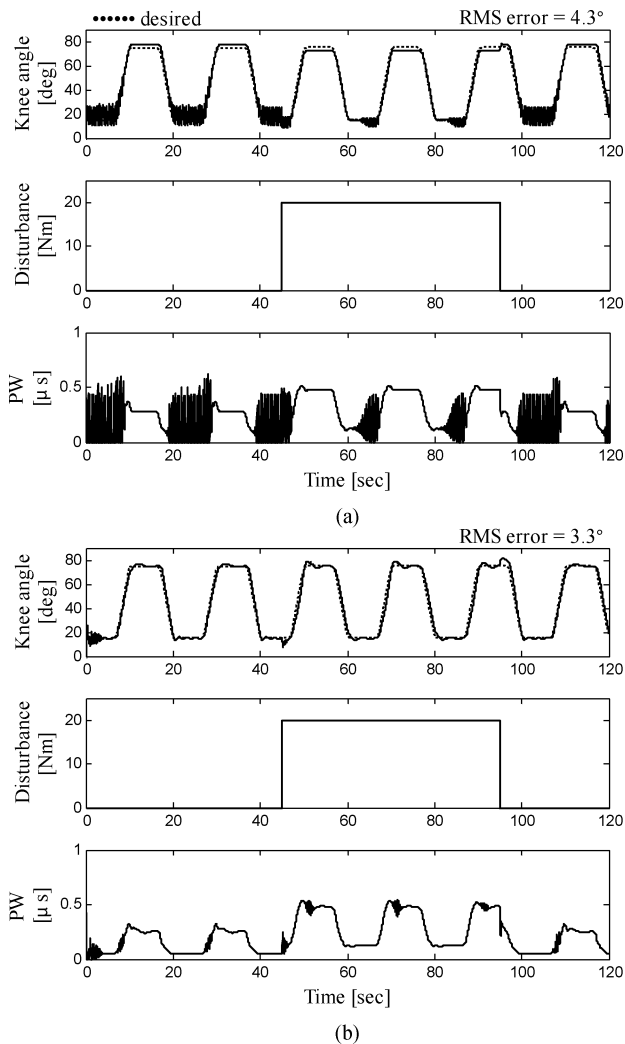 desired
RMS error = 4.3°
Knee angle
[deg]
80
60
40
20
0
0 20 40 60 80 100 120
Disturbance
[Nm]
20
10
0
0 20 40 60 80 100 120
PW
[μ s]
1
0.5
0
0 20 40 60 80 100 120
Time [sec]
(a)
RMS error = 3.3°
Knee angle
[deg]
80
60
40
20
0
0 20 40 60 80 100 120
Disturbance
[Nm]
20
10
0
0 20 40 60 80 100 120
PW
[μ s]
1
0.5
0
0 20 40 60 80 100 120
Time [sec]
(b)